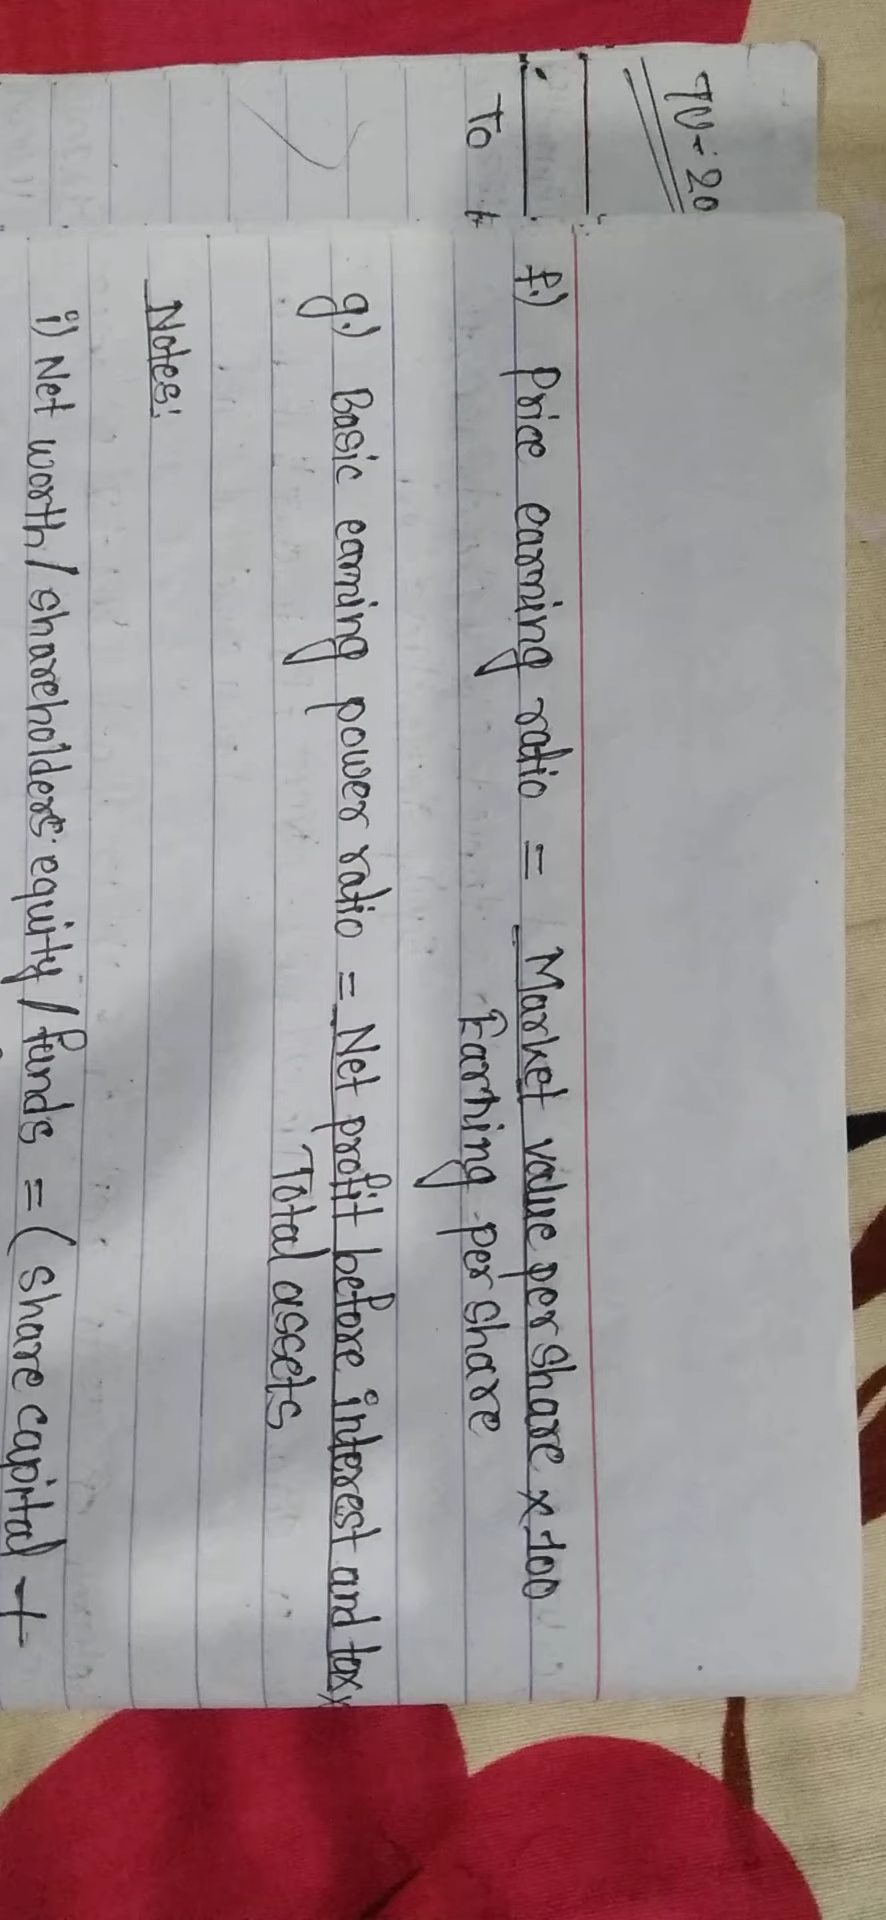 TU-20
To
f.) Price earning ratio = Market value per share x 100
Earning per share
g.) Basic earning power ratio = Net profit before interest and tax x
Total assets
Notes:
i) Net worth / shareholders equity / funds = (share capital +